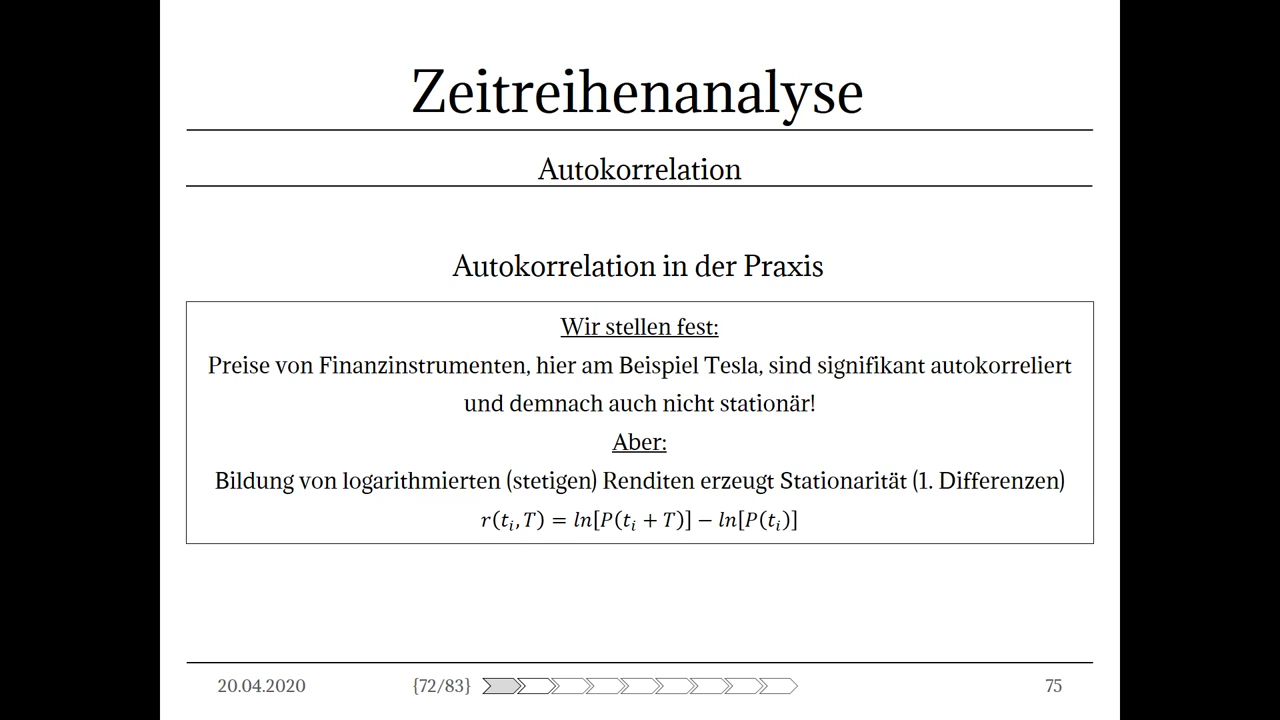 Zeitreihenanalyse
Autokorrelation
Autokorrelation in der Praxis
Wir stellen fest:
Preise von Finanzinstrumenten, hier am Beispiel Tesla, sind signifikant autokorreliert
und demnach auch nicht stationär!
Aber:
Bildung von logarithmierten (stetigen) Renditen erzeugt Stationarität (1. Differenzen)
r(tᵢ, T) = ln[P(tᵢ + T)] − ln[P(tᵢ)]
20.04.2020 {72/83} 75